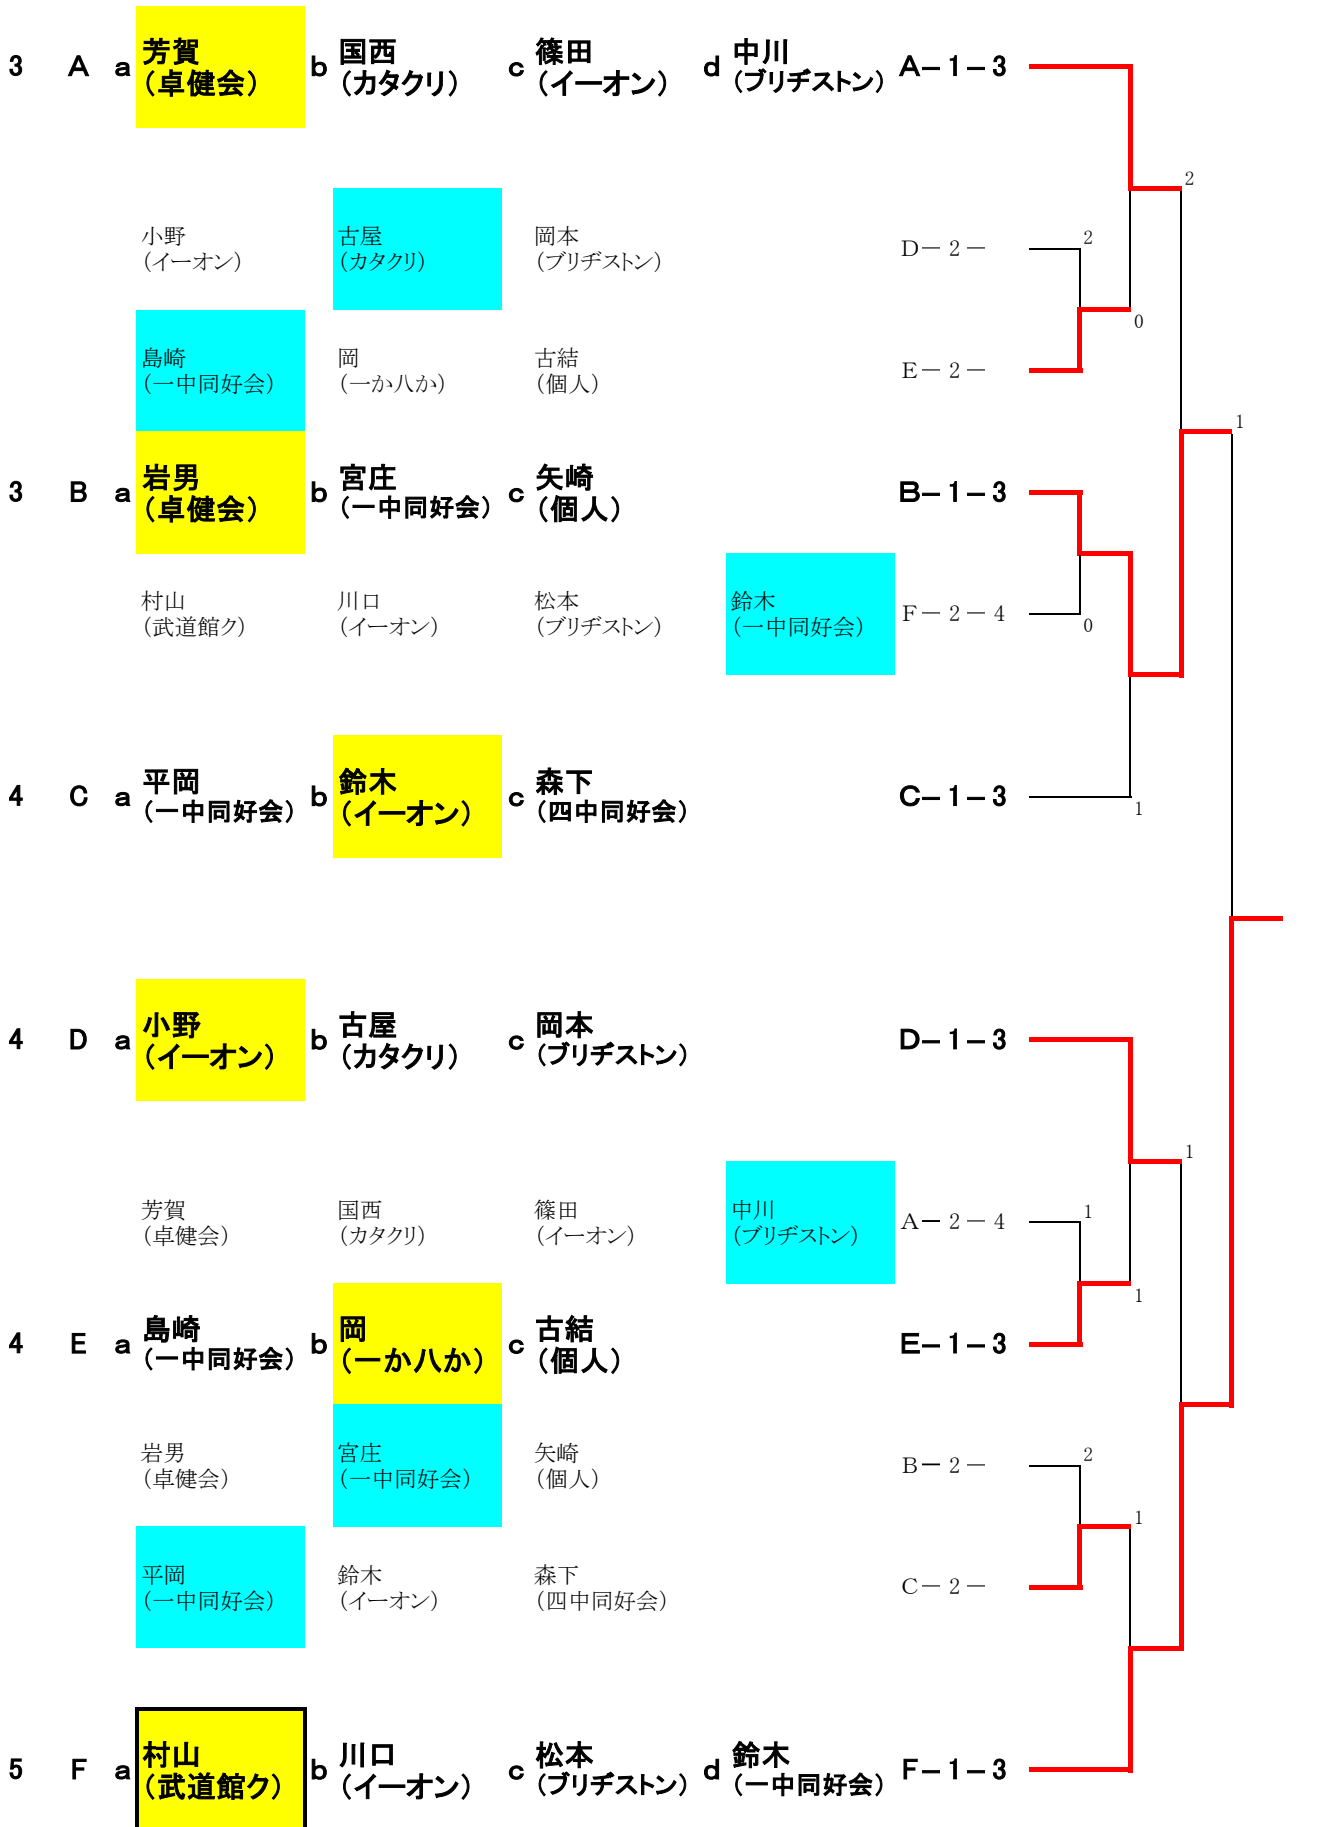 3 A a 芳賀 b 国西 c 篠田 d 中川 A-1-3
(卓健会) (カタクリ) (イーオン) (ブリヂストン)
2
小野 古屋 岡本 D-2- 2
(イーオン) (カタクリ) (ブリヂストン)
0
島崎 岡 古結 E-2-
(一中同好会) (一か八か) (個人)
1
3 B a 岩男 b 宮庄 c 矢崎 B-1-3
(卓健会) (一中同好会) (個人)
村山 川口 松本 鈴木 F-2-4
(武道館ク) (イーオン) (ブリヂストン) (一中同好会) 0
4 C a 平岡 b 鈴木 c 森下 C-1-3
(一中同好会) (イーオン) (四中同好会) 1
4 D a 小野 b 古屋 c 岡本 D-1-3
(イーオン) (カタクリ) (ブリヂストン)
1
芳賀 国西 篠田 中川 A-2-4 1
(卓健会) (カタクリ) (イーオン) (ブリヂストン)
1
4 E a 島崎 b 岡 c 古結 E-1-3
(一中同好会) (一か八か) (個人)
岩男 宮庄 矢崎 B-2- 2
(卓健会) (一中同好会) (個人)
1
平岡 鈴木 森下 C-2-
(一中同好会) (イーオン) (四中同好会)
5 F a 村山 b 川口 c 松本 d 鈴木 F-1-3
(武道館ク) (イーオン) (ブリヂストン) (一中同好会)